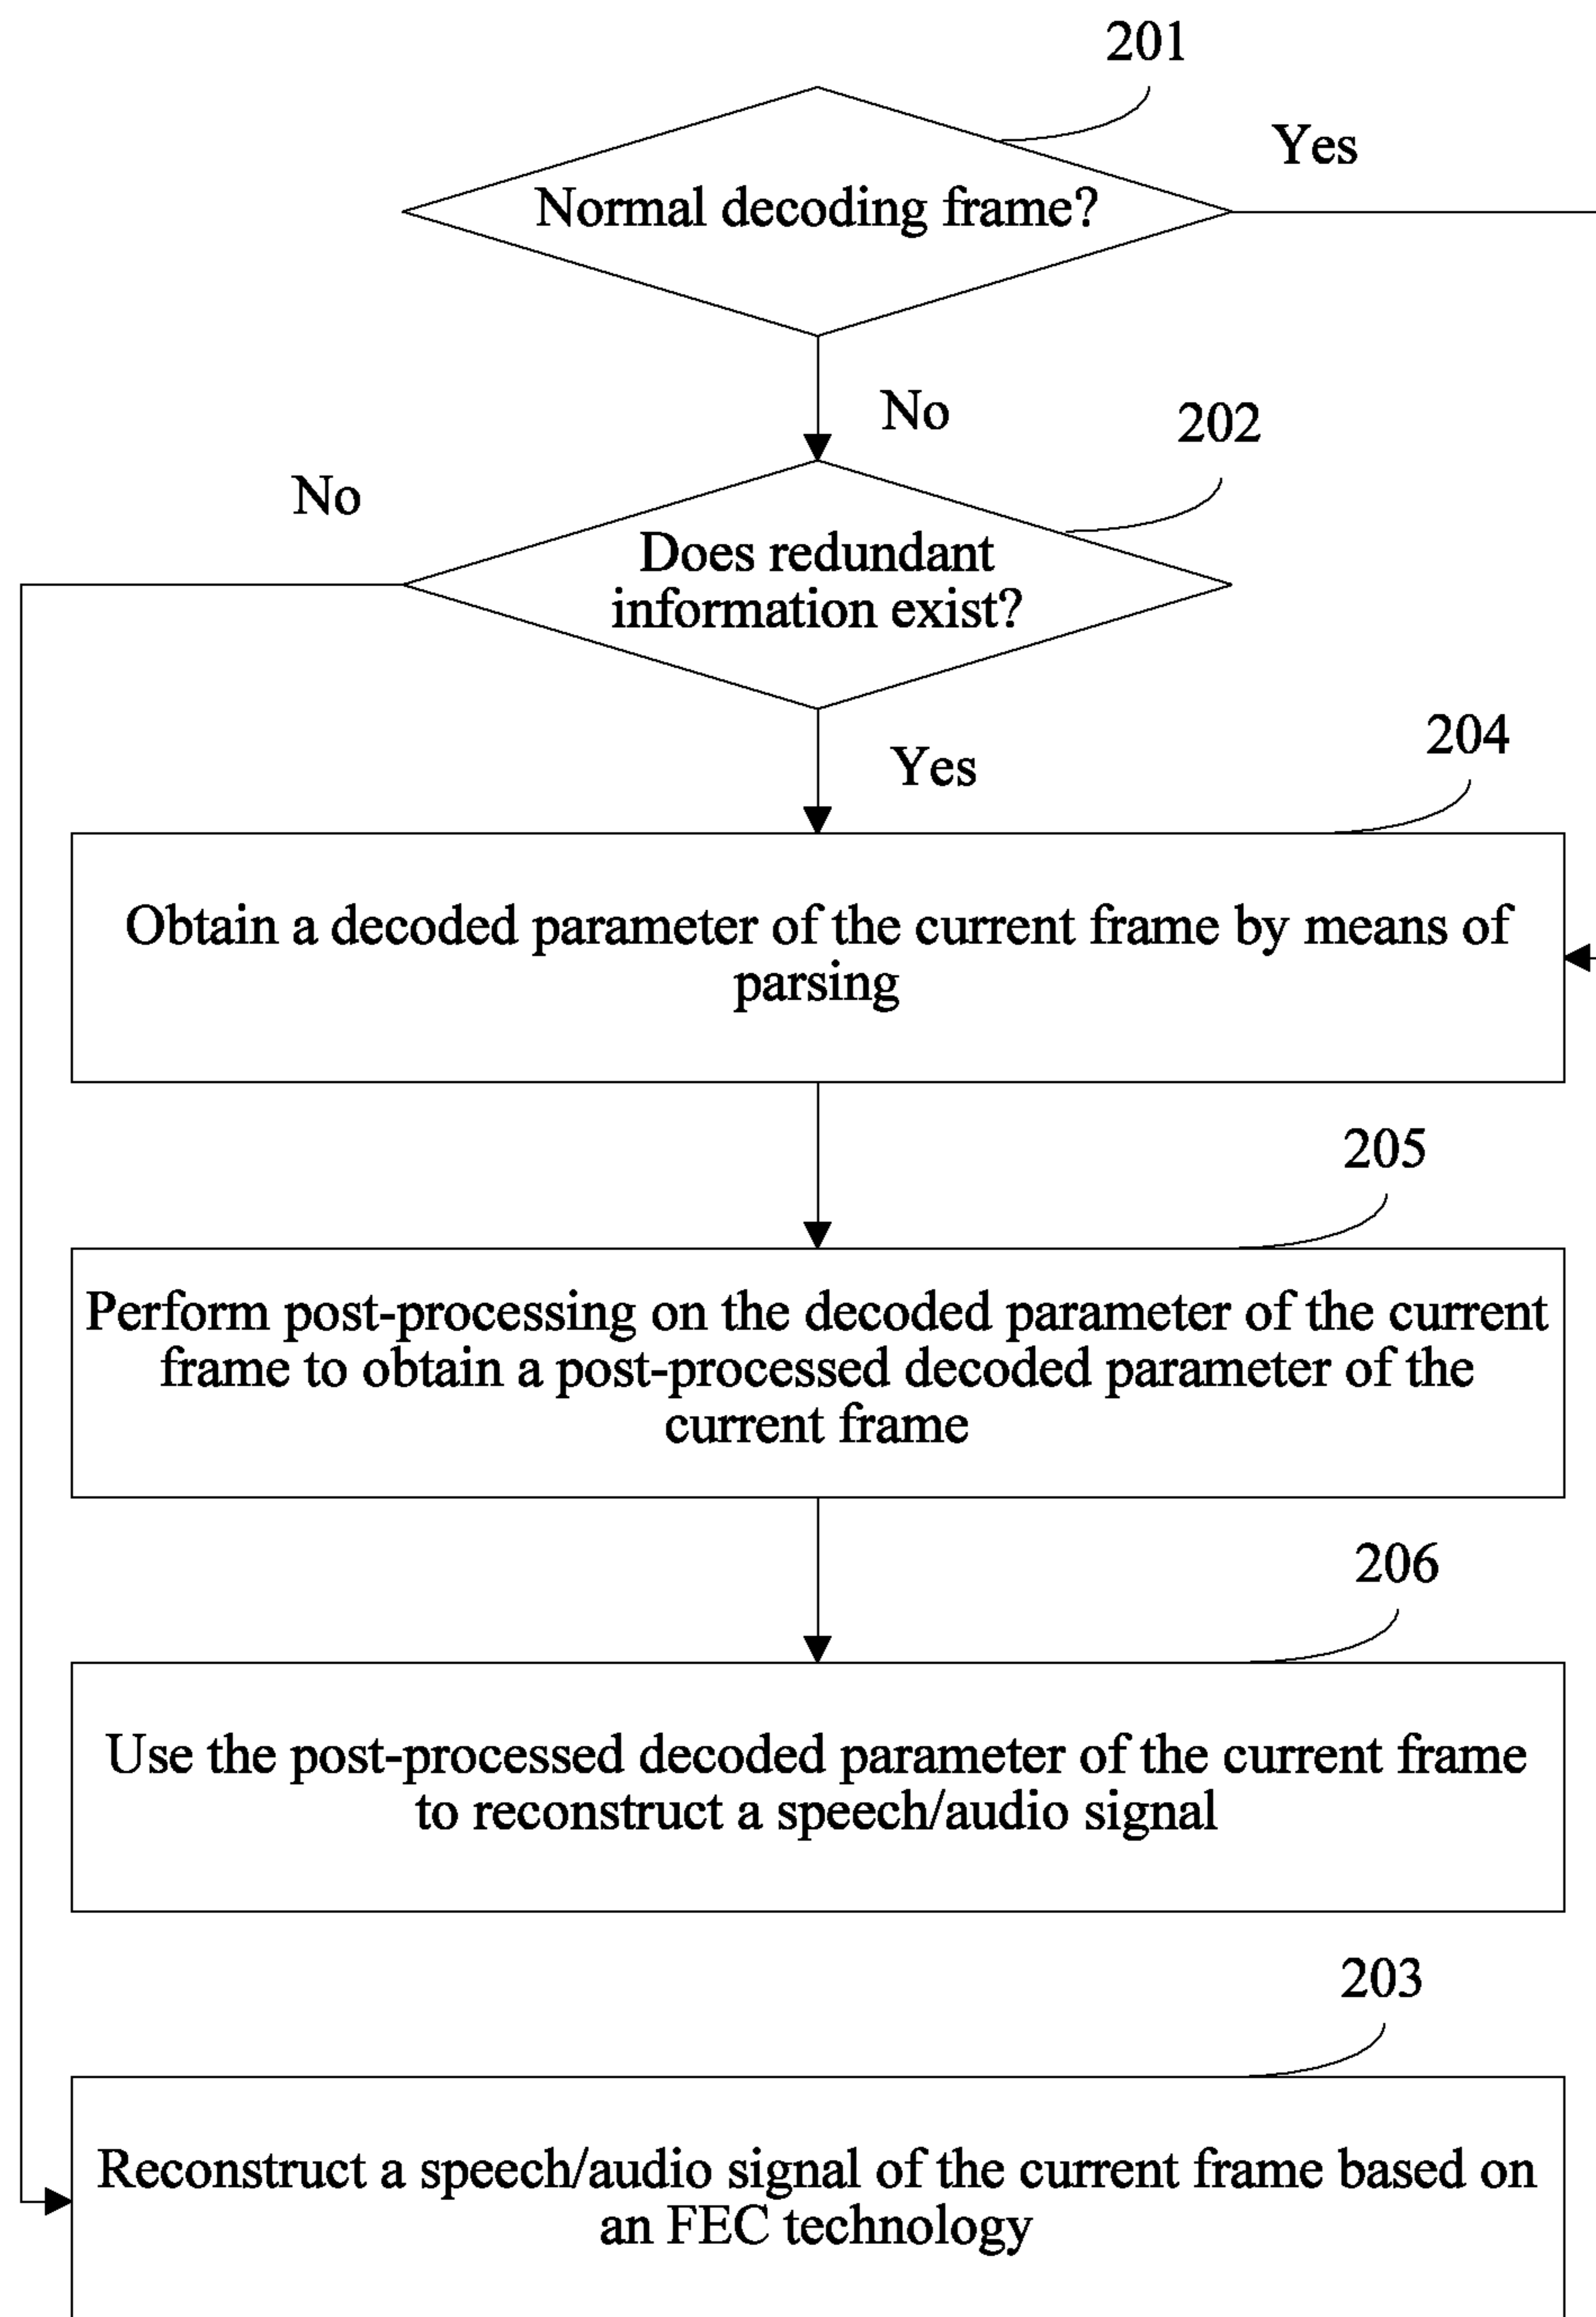 201
Yes
Normal decoding frame?
No
202
No
Does redundant
information exist?
204
Yes
Obtain a decoded parameter of the current frame by means of
parsing
205
Perform post-processing on the decoded parameter of the current
frame to obtain a post-processed decoded parameter of the
current frame
206
Use the post-processed decoded parameter of the current frame
to reconstruct a speech/audio signal
203
Reconstruct a speech/audio signal of the current frame based on
an FEC technology